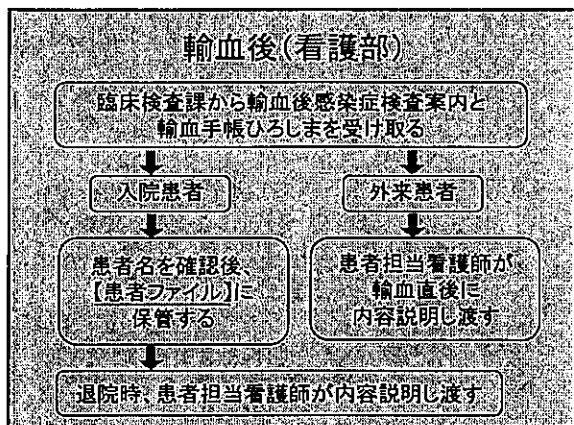 輸血後(看護部)
臨床検査課から輸血後感染症検査案内と
輸血手帳ひろしまを受け取る
入院患者
外来患者
患者名を確認後、
【患者ファイル】に
保管する
患者担当看護師が
輸血直後に
内容説明し渡す
退院時、患者担当看護師が内容説明し渡す